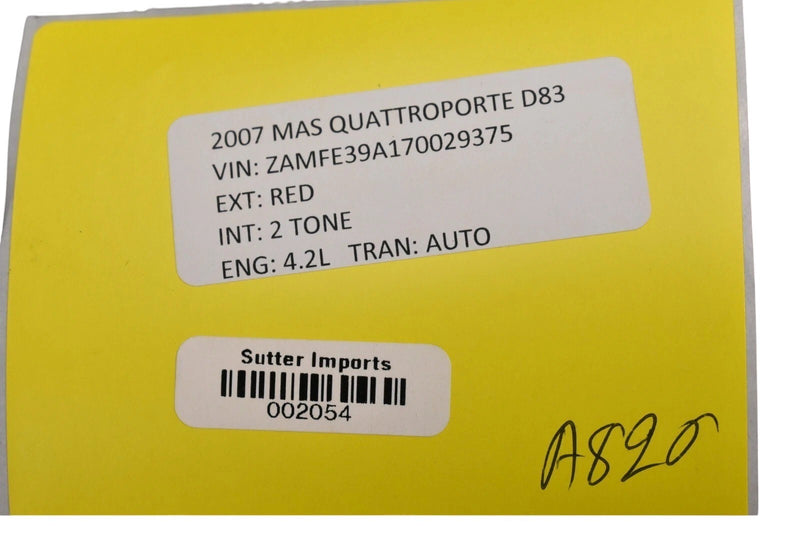 2007 MAS QUATTROPORTE D83
VIN: ZAMFE39A170029375
EXT: RED
INT: 2 TONE
ENG: 4.2L TRAN: AUTO
Sutter Imports
002054
A820